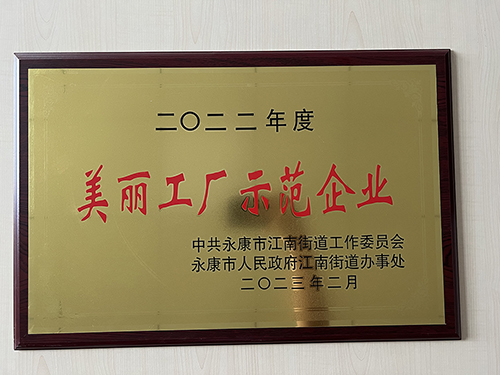 二〇二二年度
美丽工厂示范企业
中共永康市江南街道工作委员会
永康市人民政府江南街道办事处
二〇二三年二月